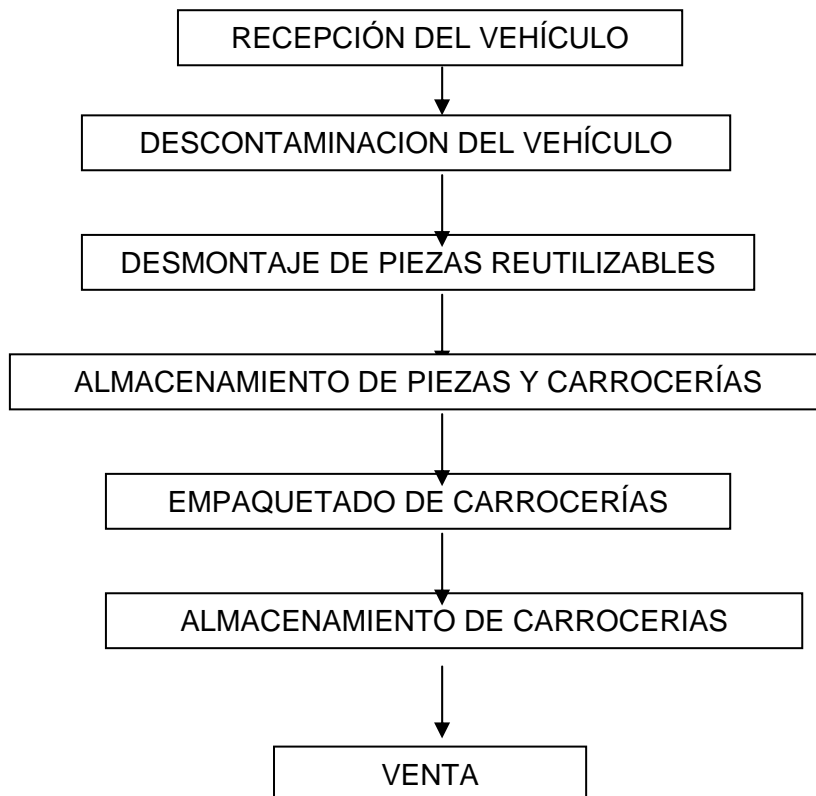 RECEPCIÓN DEL VEHÍCULO
DESCONTAMINACION DEL VEHÍCULO
DESMONTAJE DE PIEZAS REUTILIZABLES
ALMACENAMIENTO DE PIEZAS Y CARROCERÍAS
EMPAQUETADO DE CARROCERÍAS
ALMACENAMIENTO DE CARROCERIAS
VENTA